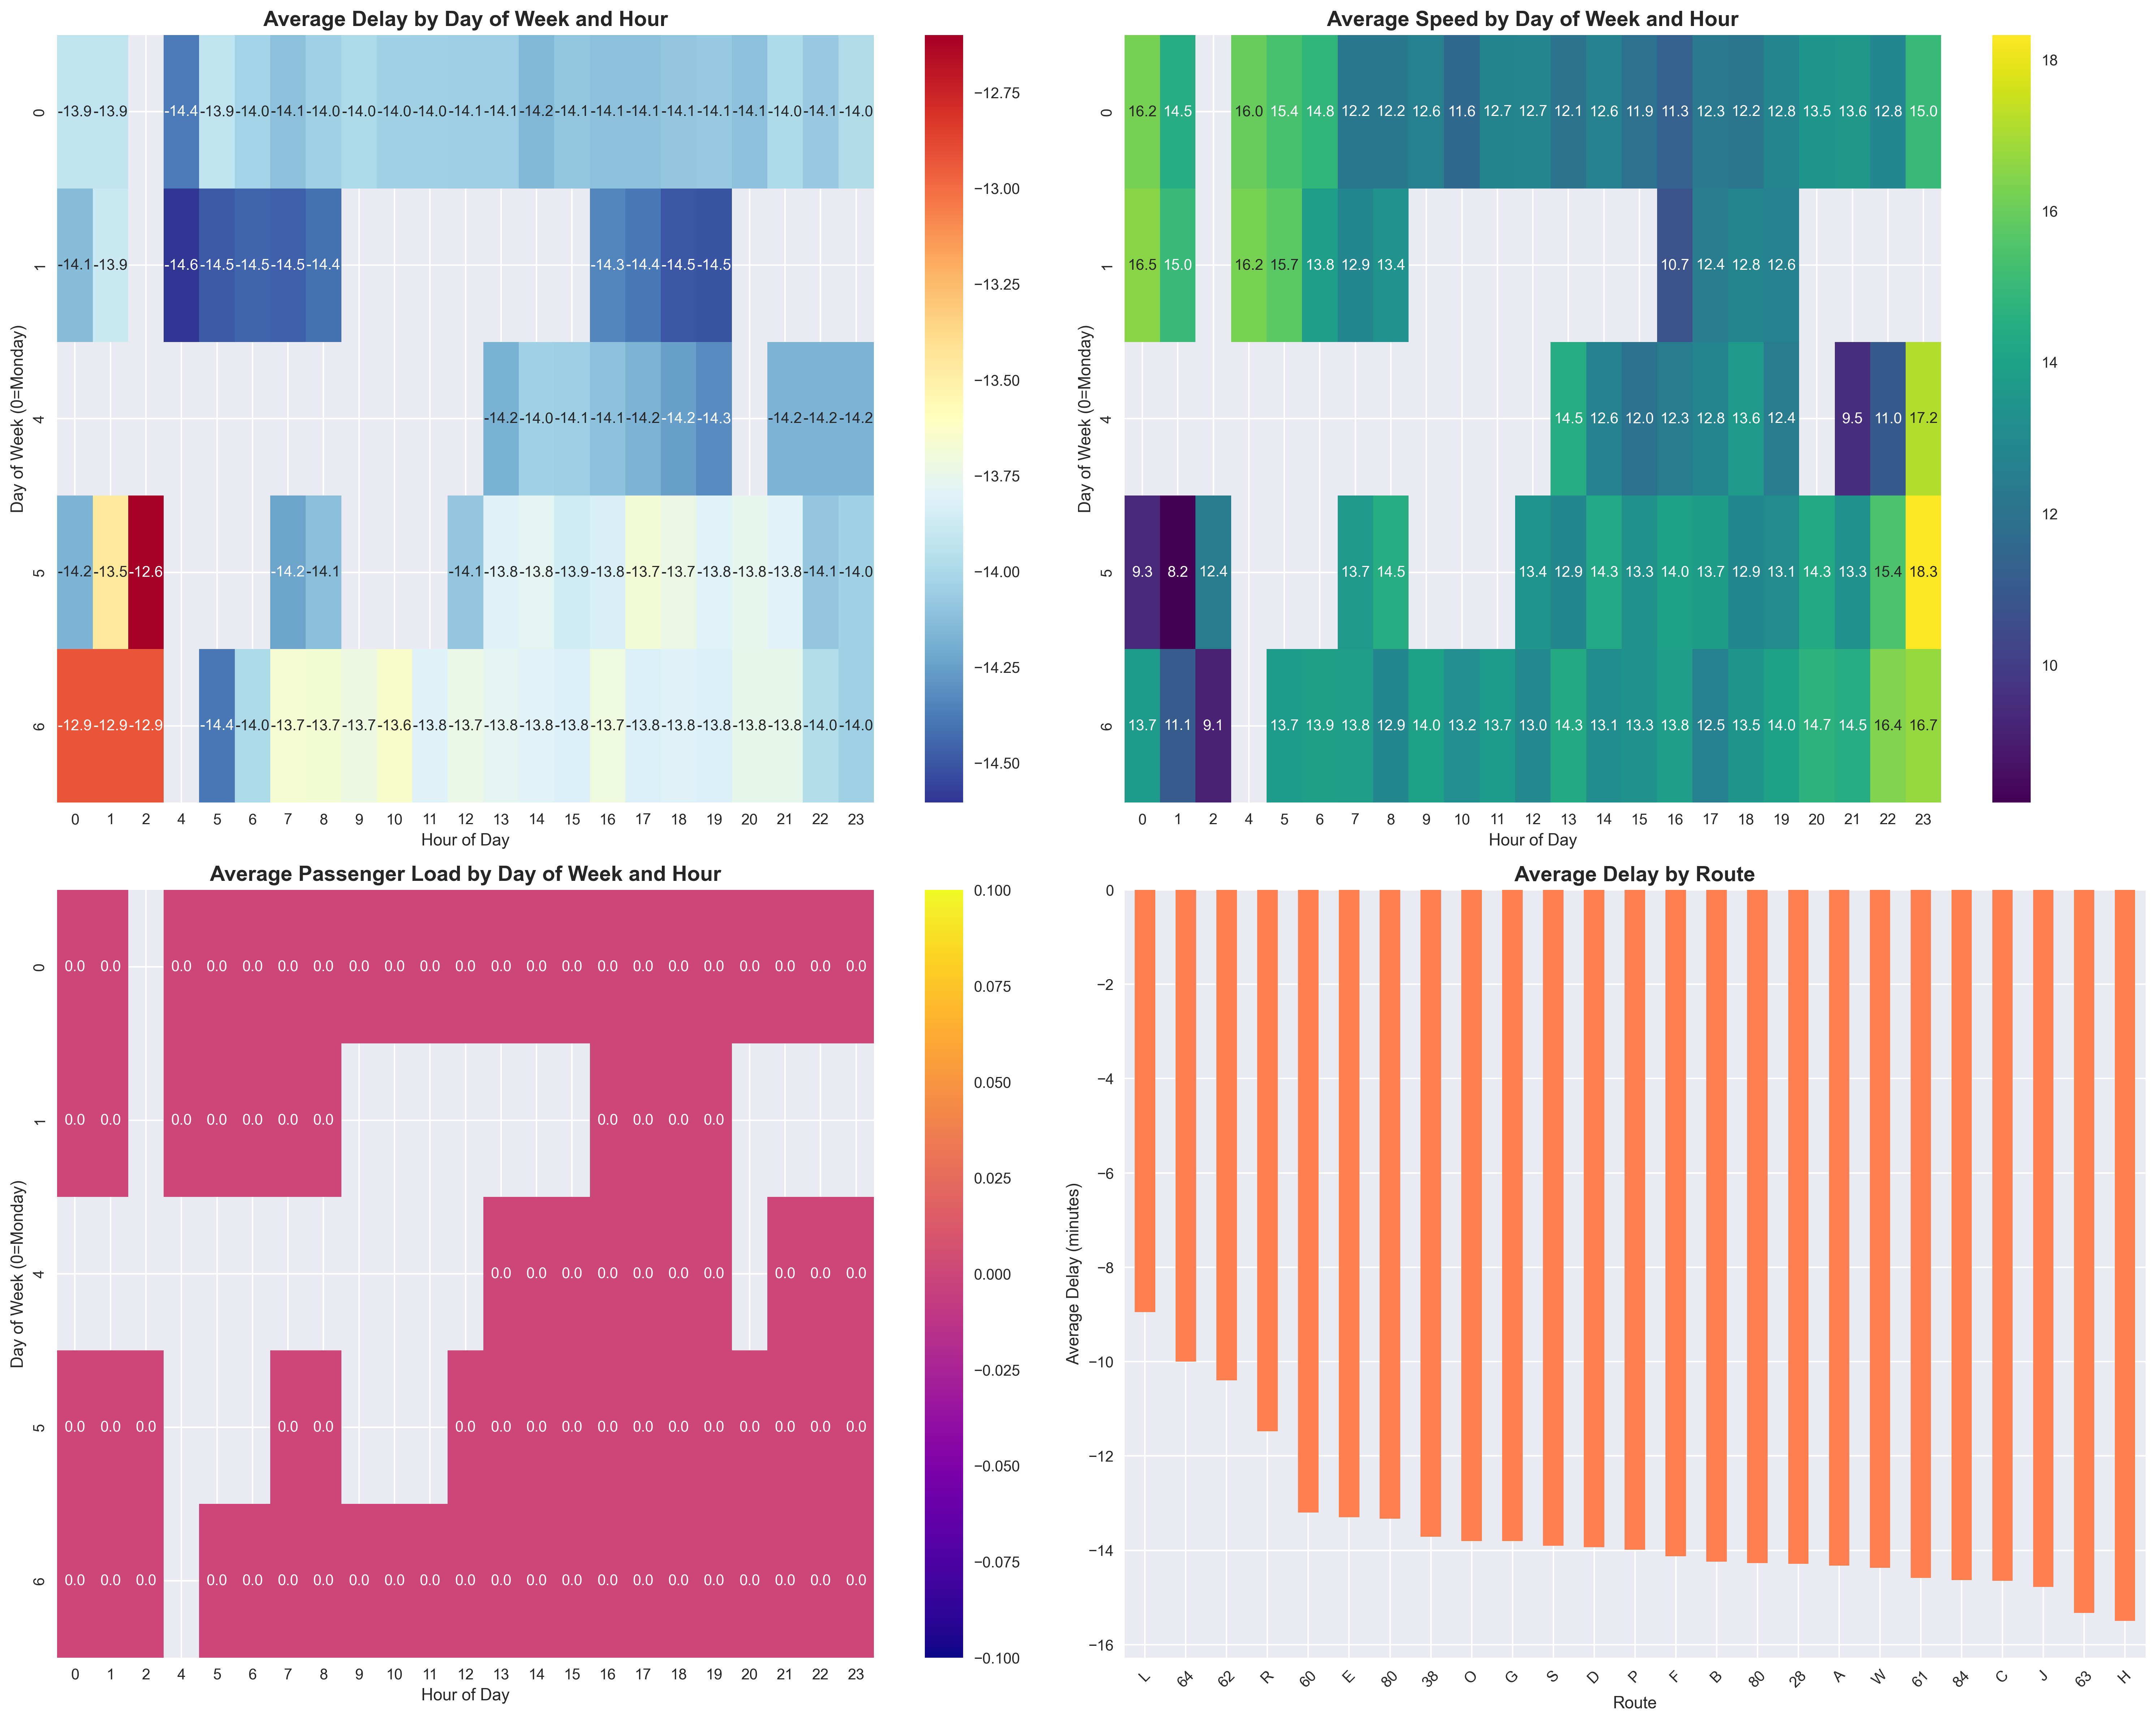 Average Delay by Day of Week and Hour
Day of Week (0=Monday)
0
-13.9 -13.9 -14.4 -13.9 -14.0 -14.1 -14.0 -14.0 -14.0 -14.0 -14.1 -14.1 -14.2 -14.1 -14.1 -14.1 -14.1 -14.1 -14.1 -14.0 -14.1 -14.0
1
-14.1 -13.9 -14.6 -14.5 -14.5 -14.5 -14.4 -14.3 -14.4 -14.5 -14.5
4
-14.2 -14.0 -14.1 -14.1 -14.2 -14.2 -14.3 -14.2 -14.2 -14.2
5
-14.2 -13.5 -12.6 -14.2 -14.1 -14.1 -13.8 -13.8 -13.9 -13.8 -13.7 -13.7 -13.8 -13.8 -13.8 -14.1 -14.0
6
-12.9 -12.9 -12.9 -14.4 -14.0 -13.7 -13.7 -13.7 -13.6 -13.8 -13.7 -13.8 -13.8 -13.8 -13.7 -13.8 -13.8 -13.8 -13.8 -13.8 -14.0 -14.0
0 1 2 4 5 6 7 8 9 10 11 12 13 14 15 16 17 18 19 20 21 22 23
Hour of Day
−12.75
−13.00
−13.25
−13.50
−13.75
−14.00
−14.25
−14.50
Average Speed by Day of Week and Hour
Day of Week (0=Monday)
0
16.2 14.5 16.0 15.4 14.8 12.2 12.2 12.6 11.6 12.7 12.7 12.1 12.6 11.9 11.3 12.3 12.2 12.8 13.5 13.6 12.8 15.0
1
16.5 15.0 16.2 15.7 13.8 12.9 13.4 10.7 12.4 12.8 12.6
4
14.5 12.6 12.0 12.3 12.8 13.6 12.4 9.5 11.0 17.2
5
9.3 8.2 12.4 13.7 14.5 13.4 12.9 14.3 13.3 14.0 13.7 12.9 13.1 14.3 13.3 15.4 18.3
6
13.7 11.1 9.1 13.7 13.9 13.8 12.9 14.0 13.2 13.7 13.0 14.3 13.1 13.3 13.8 12.5 13.5 14.0 14.7 14.5 16.4 16.7
0 1 2 4 5 6 7 8 9 10 11 12 13 14 15 16 17 18 19 20 21 22 23
Hour of Day
18
16
14
12
10
Average Passenger Load by Day of Week and Hour
Day of Week (0=Monday)
0
0.0 0.0 0.0 0.0 0.0 0.0 0.0 0.0 0.0 0.0 0.0 0.0 0.0 0.0 0.0 0.0 0.0 0.0 0.0 0.0 0.0 0.0
1
0.0 0.0 0.0 0.0 0.0 0.0 0.0 0.0 0.0 0.0 0.0
4
0.0 0.0 0.0 0.0 0.0 0.0 0.0 0.0 0.0 0.0
5
0.0 0.0 0.0 0.0 0.0 0.0 0.0 0.0 0.0 0.0 0.0 0.0 0.0 0.0 0.0 0.0 0.0
6
0.0 0.0 0.0 0.0 0.0 0.0 0.0 0.0 0.0 0.0 0.0 0.0 0.0 0.0 0.0 0.0 0.0 0.0 0.0 0.0 0.0 0.0
0 1 2 4 5 6 7 8 9 10 11 12 13 14 15 16 17 18 19 20 21 22 23
Hour of Day
0.100
0.075
0.050
0.025
0.000
−0.025
−0.050
−0.075
−0.100
Average Delay by Route
Average Delay (minutes)
0
−2
−4
−6
−8
−10
−12
−14
−16
L 64 62 R 60 E 80 38 O G S D P F B 80 28 A W 61 84 C J 63 H
Route